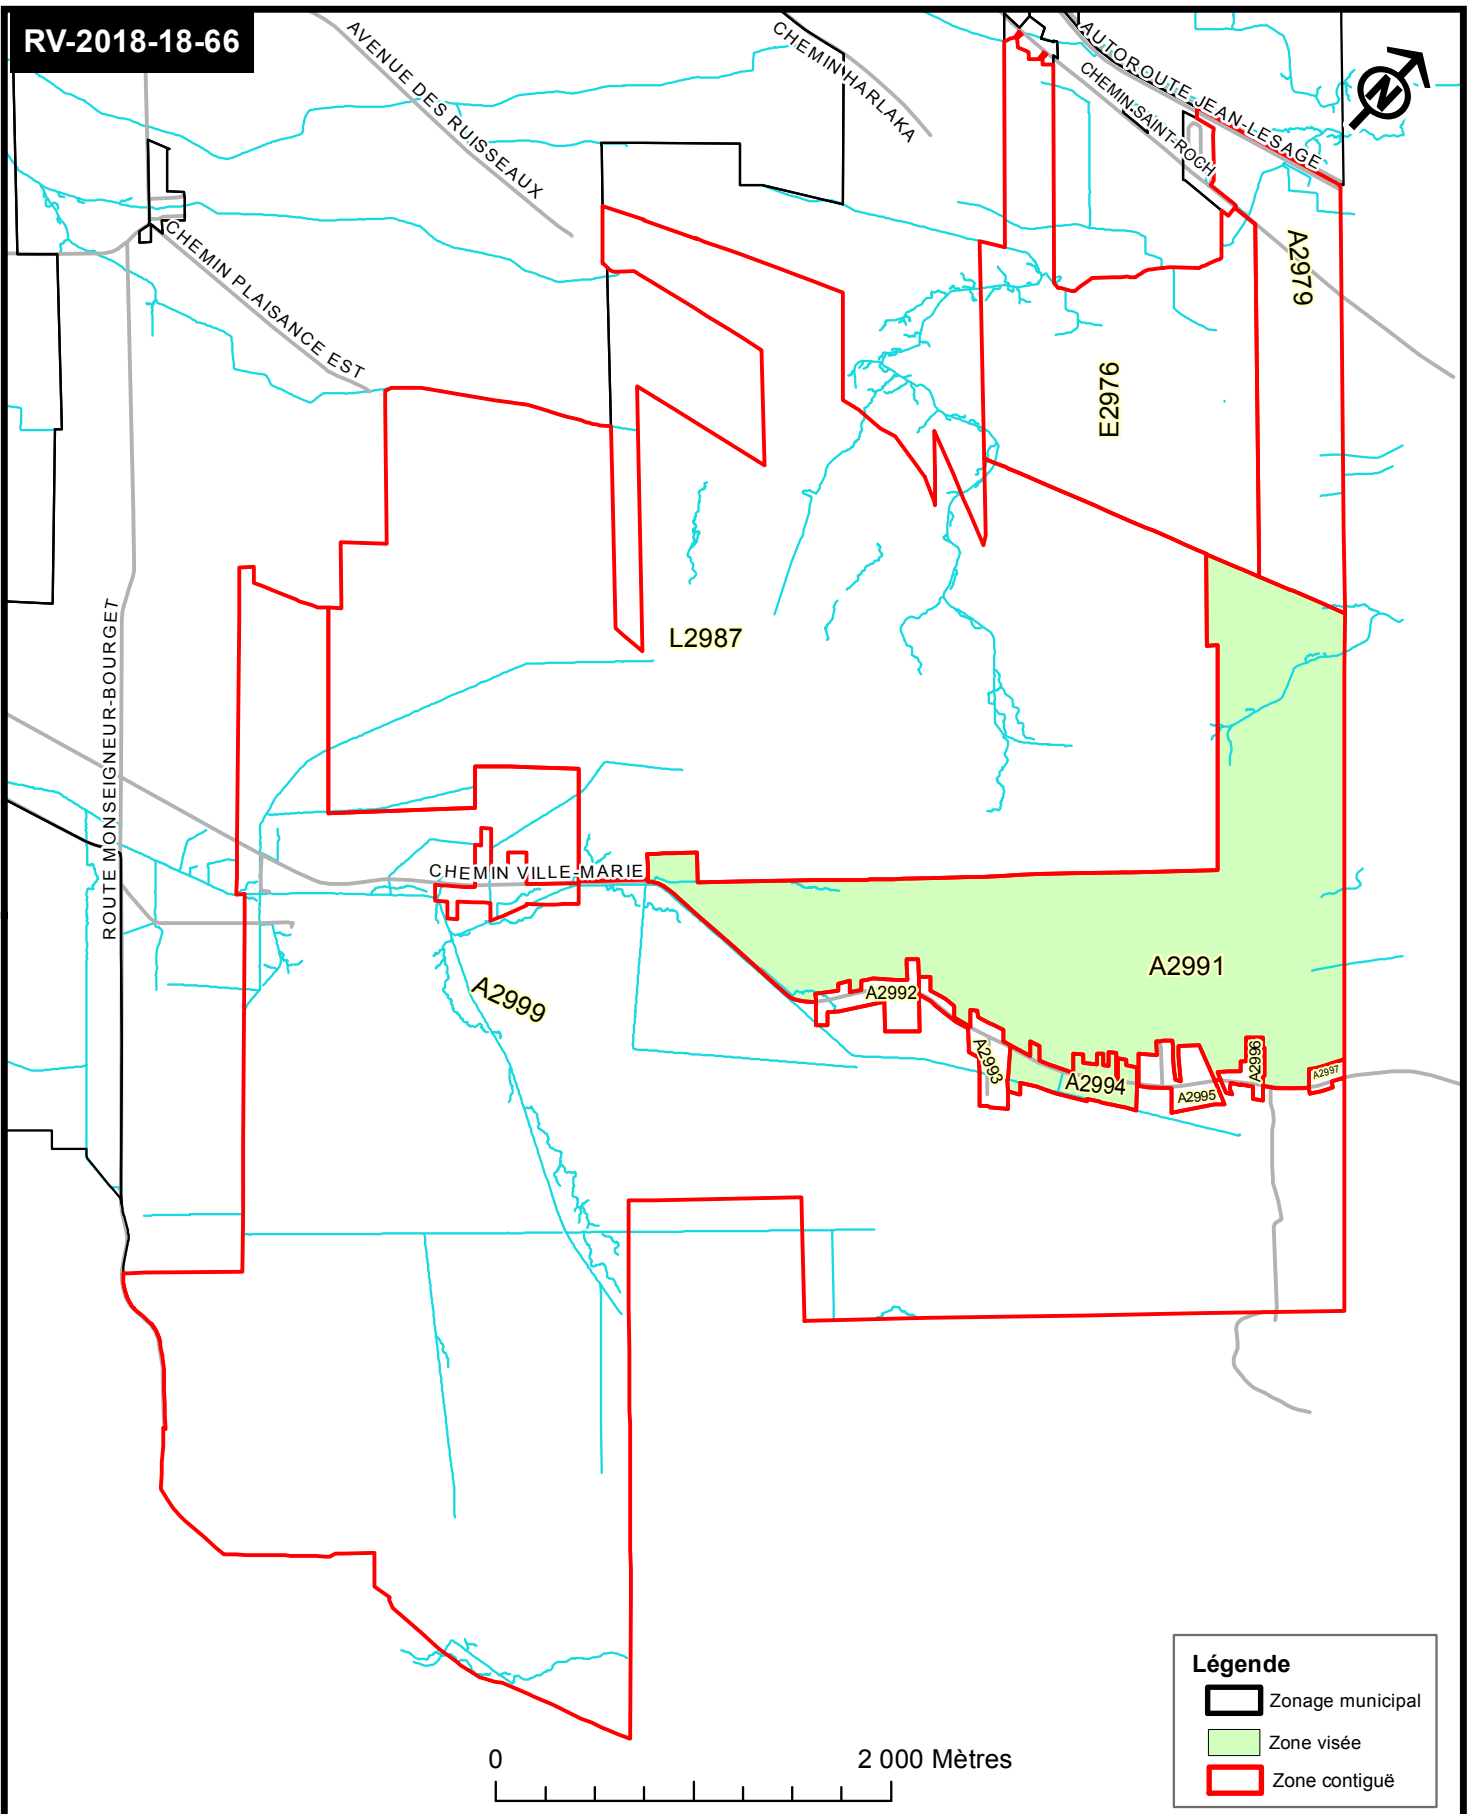 RV-2018-18-66
AVENUE DES RUISSEAUX
CHEMIN HARLAKA
AUTOROUTE JEAN-LESAGE
CHEMIN SAINT-ROCH
N
CHEMIN PLAISANCE EST
A2979
E2976
ROUTE MONSEIGNEUR-BOURGET
L2987
CHEMIN VILLE-MARIE
A2991
A2999
A2992
A2993
A2994
A2995
A2996
A2997
Légende
Zonage municipal
Zone visée
Zone contiguë
0
2 000 Mètres